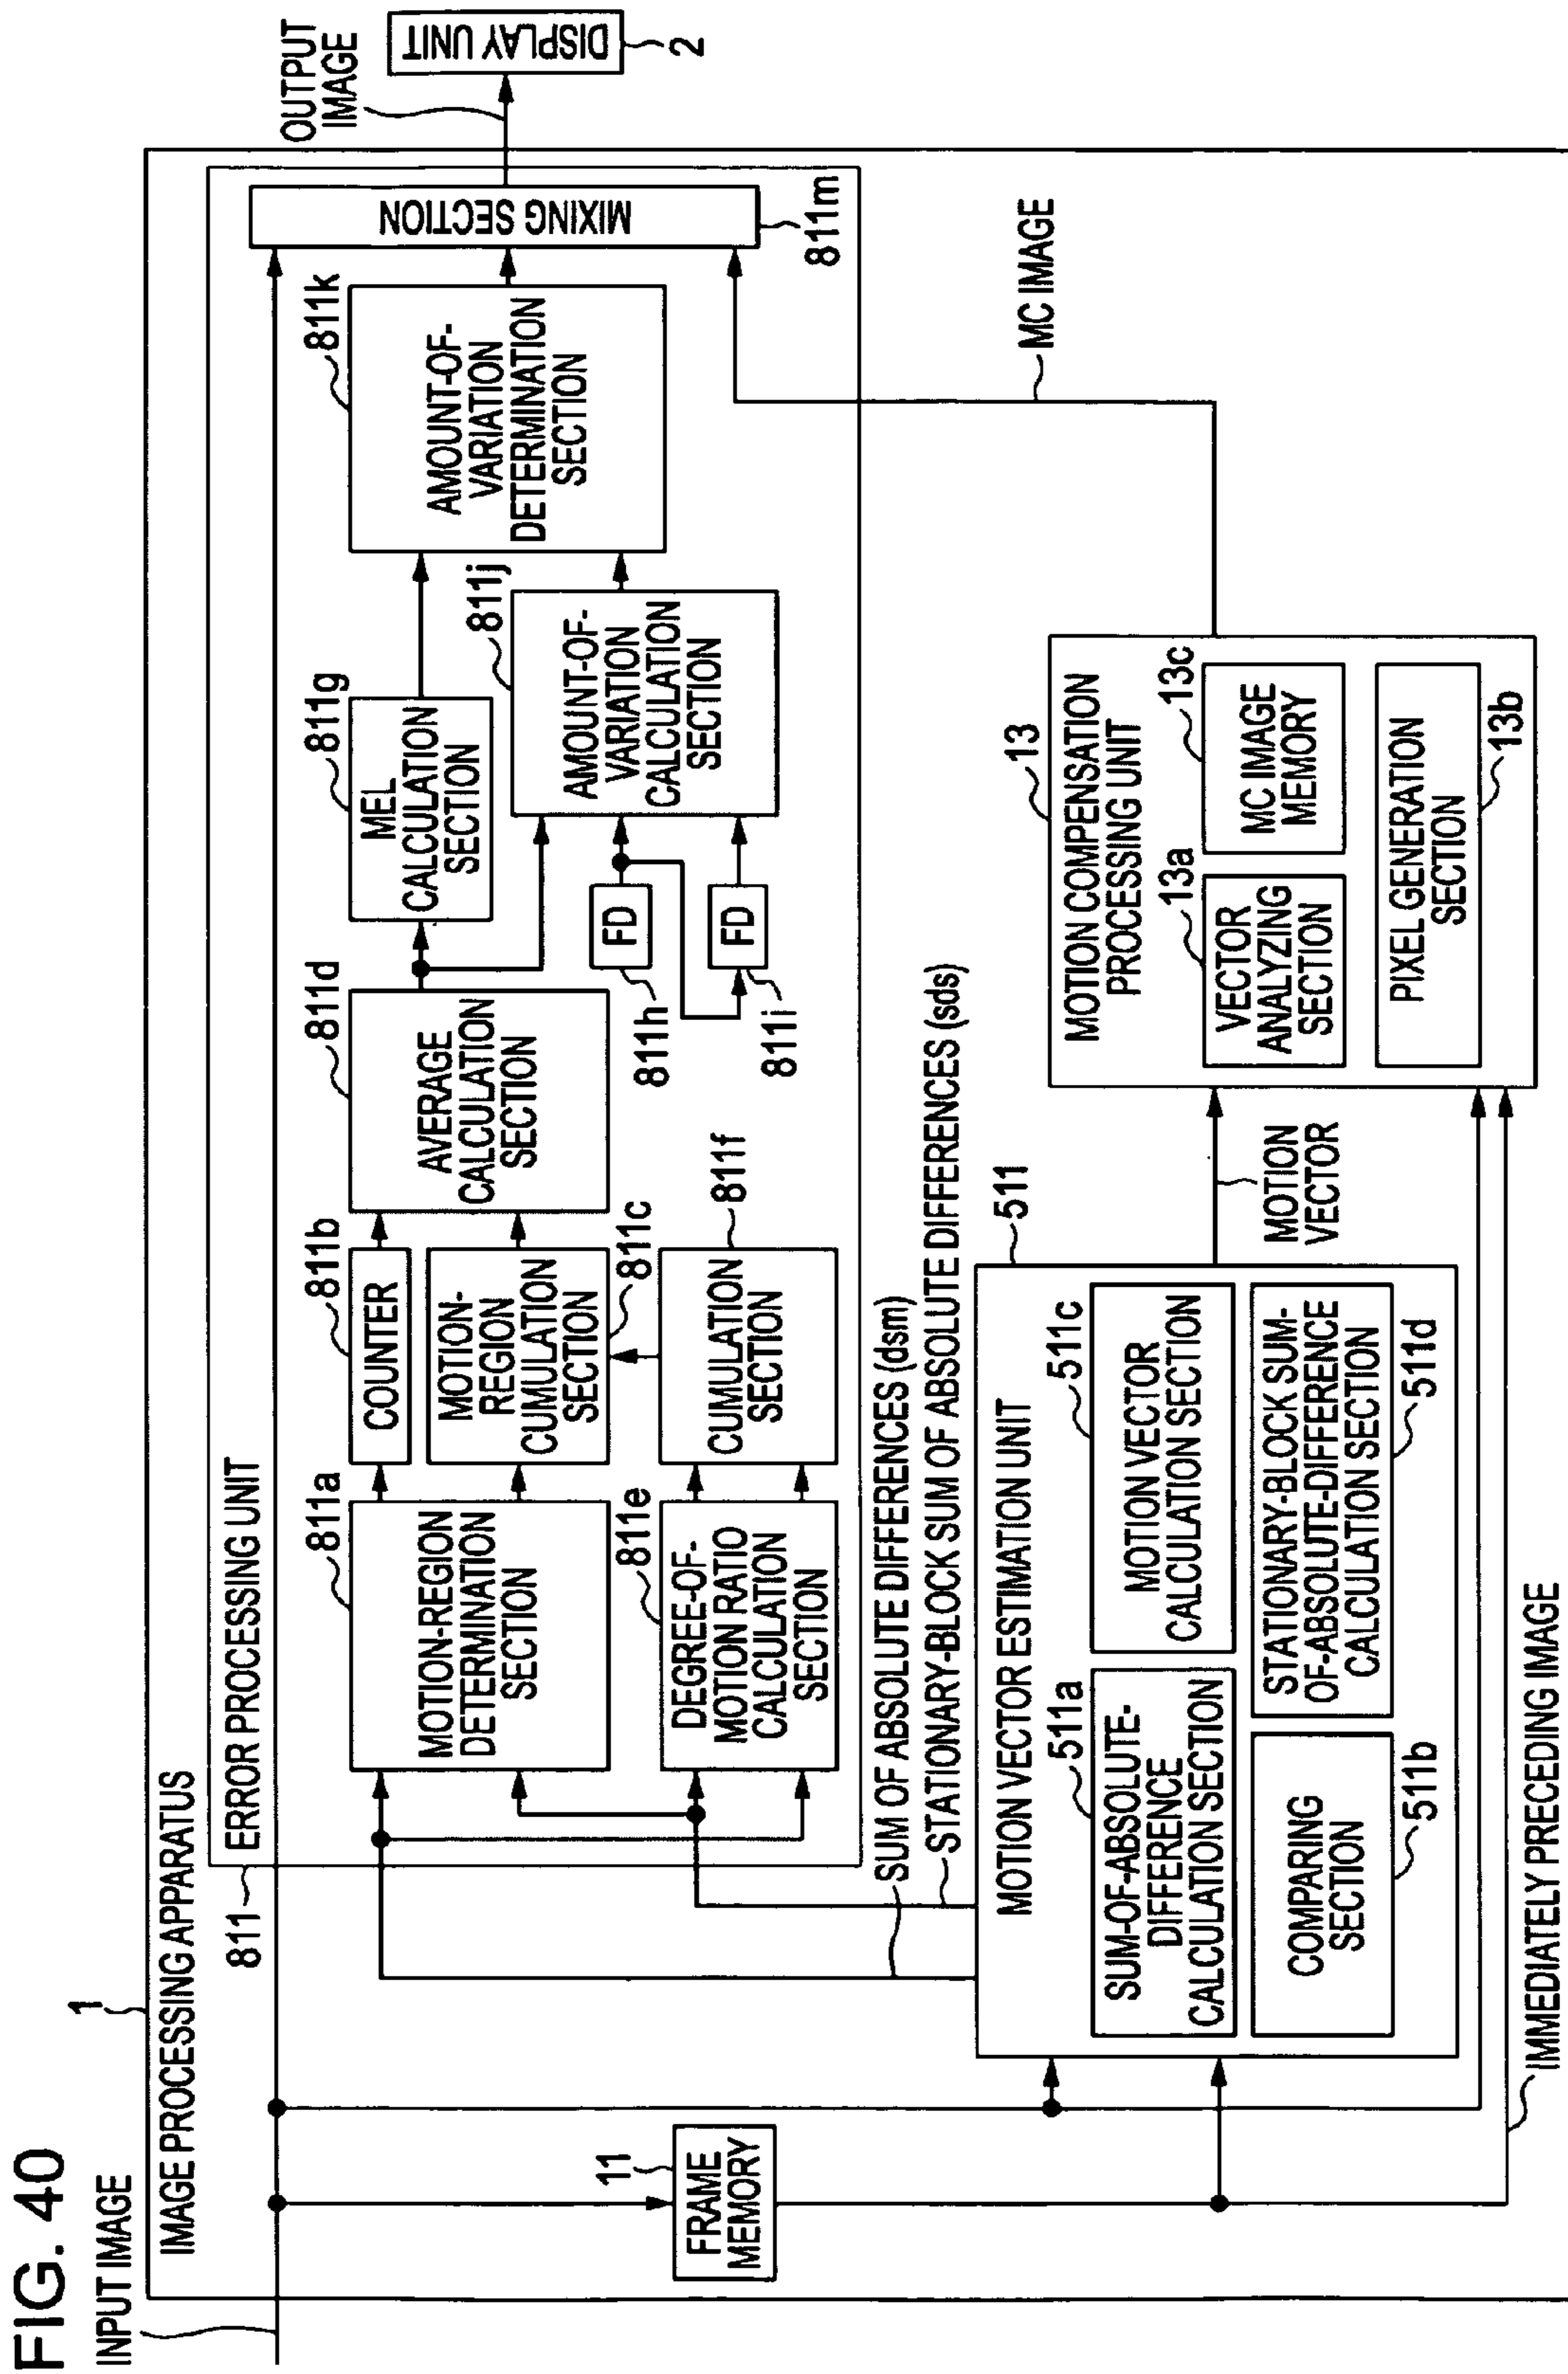 FIG. 40
INPUT IMAGE
1
IMAGE PROCESSING APPARATUS
811
ERROR PROCESSING UNIT
811a
MOTION-REGION
DETERMINATION
SECTION
811b
COUNTER
MOTION-
REGION
CUMULATION
SECTION
811c
811d
AVERAGE
CALCULATION
SECTION
811e
DEGREE-OF-
MOTION RATIO
CALCULATION
SECTION
811f
CUMULATION
SECTION
811g
MEL
CALCULATION
SECTION
FD
811h
FD
811i
811j
AMOUNT-OF-
VARIATION
CALCULATION
SECTION
811k
AMOUNT-OF-
VARIATION
DETERMINATION
SECTION
MIXING SECTION
811m
OUTPUT
IMAGE
DISPLAY UNIT
2
SUM OF ABSOLUTE DIFFERENCES (dsm)
STATIONARY-BLOCK SUM OF ABSOLUTE DIFFERENCES (sds)
11
FRAME
MEMORY
511
MOTION VECTOR ESTIMATION UNIT
511a
SUM-OF-ABSOLUTE-
DIFFERENCE
CALCULATION SECTION
511c
MOTION VECTOR
CALCULATION SECTION
COMPARING
SECTION
511b
STATIONARY-BLOCK SUM-
OF-ABSOLUTE-DIFFERENCE
CALCULATION SECTION
511d
MOTION
VECTOR
13
MOTION COMPENSATION
PROCESSING UNIT
13a
VECTOR
ANALYZING
SECTION
13c
MC IMAGE
MEMORY
PIXEL GENERATION
SECTION
13b
MC IMAGE
IMMEDIATELY PRECEDING IMAGE